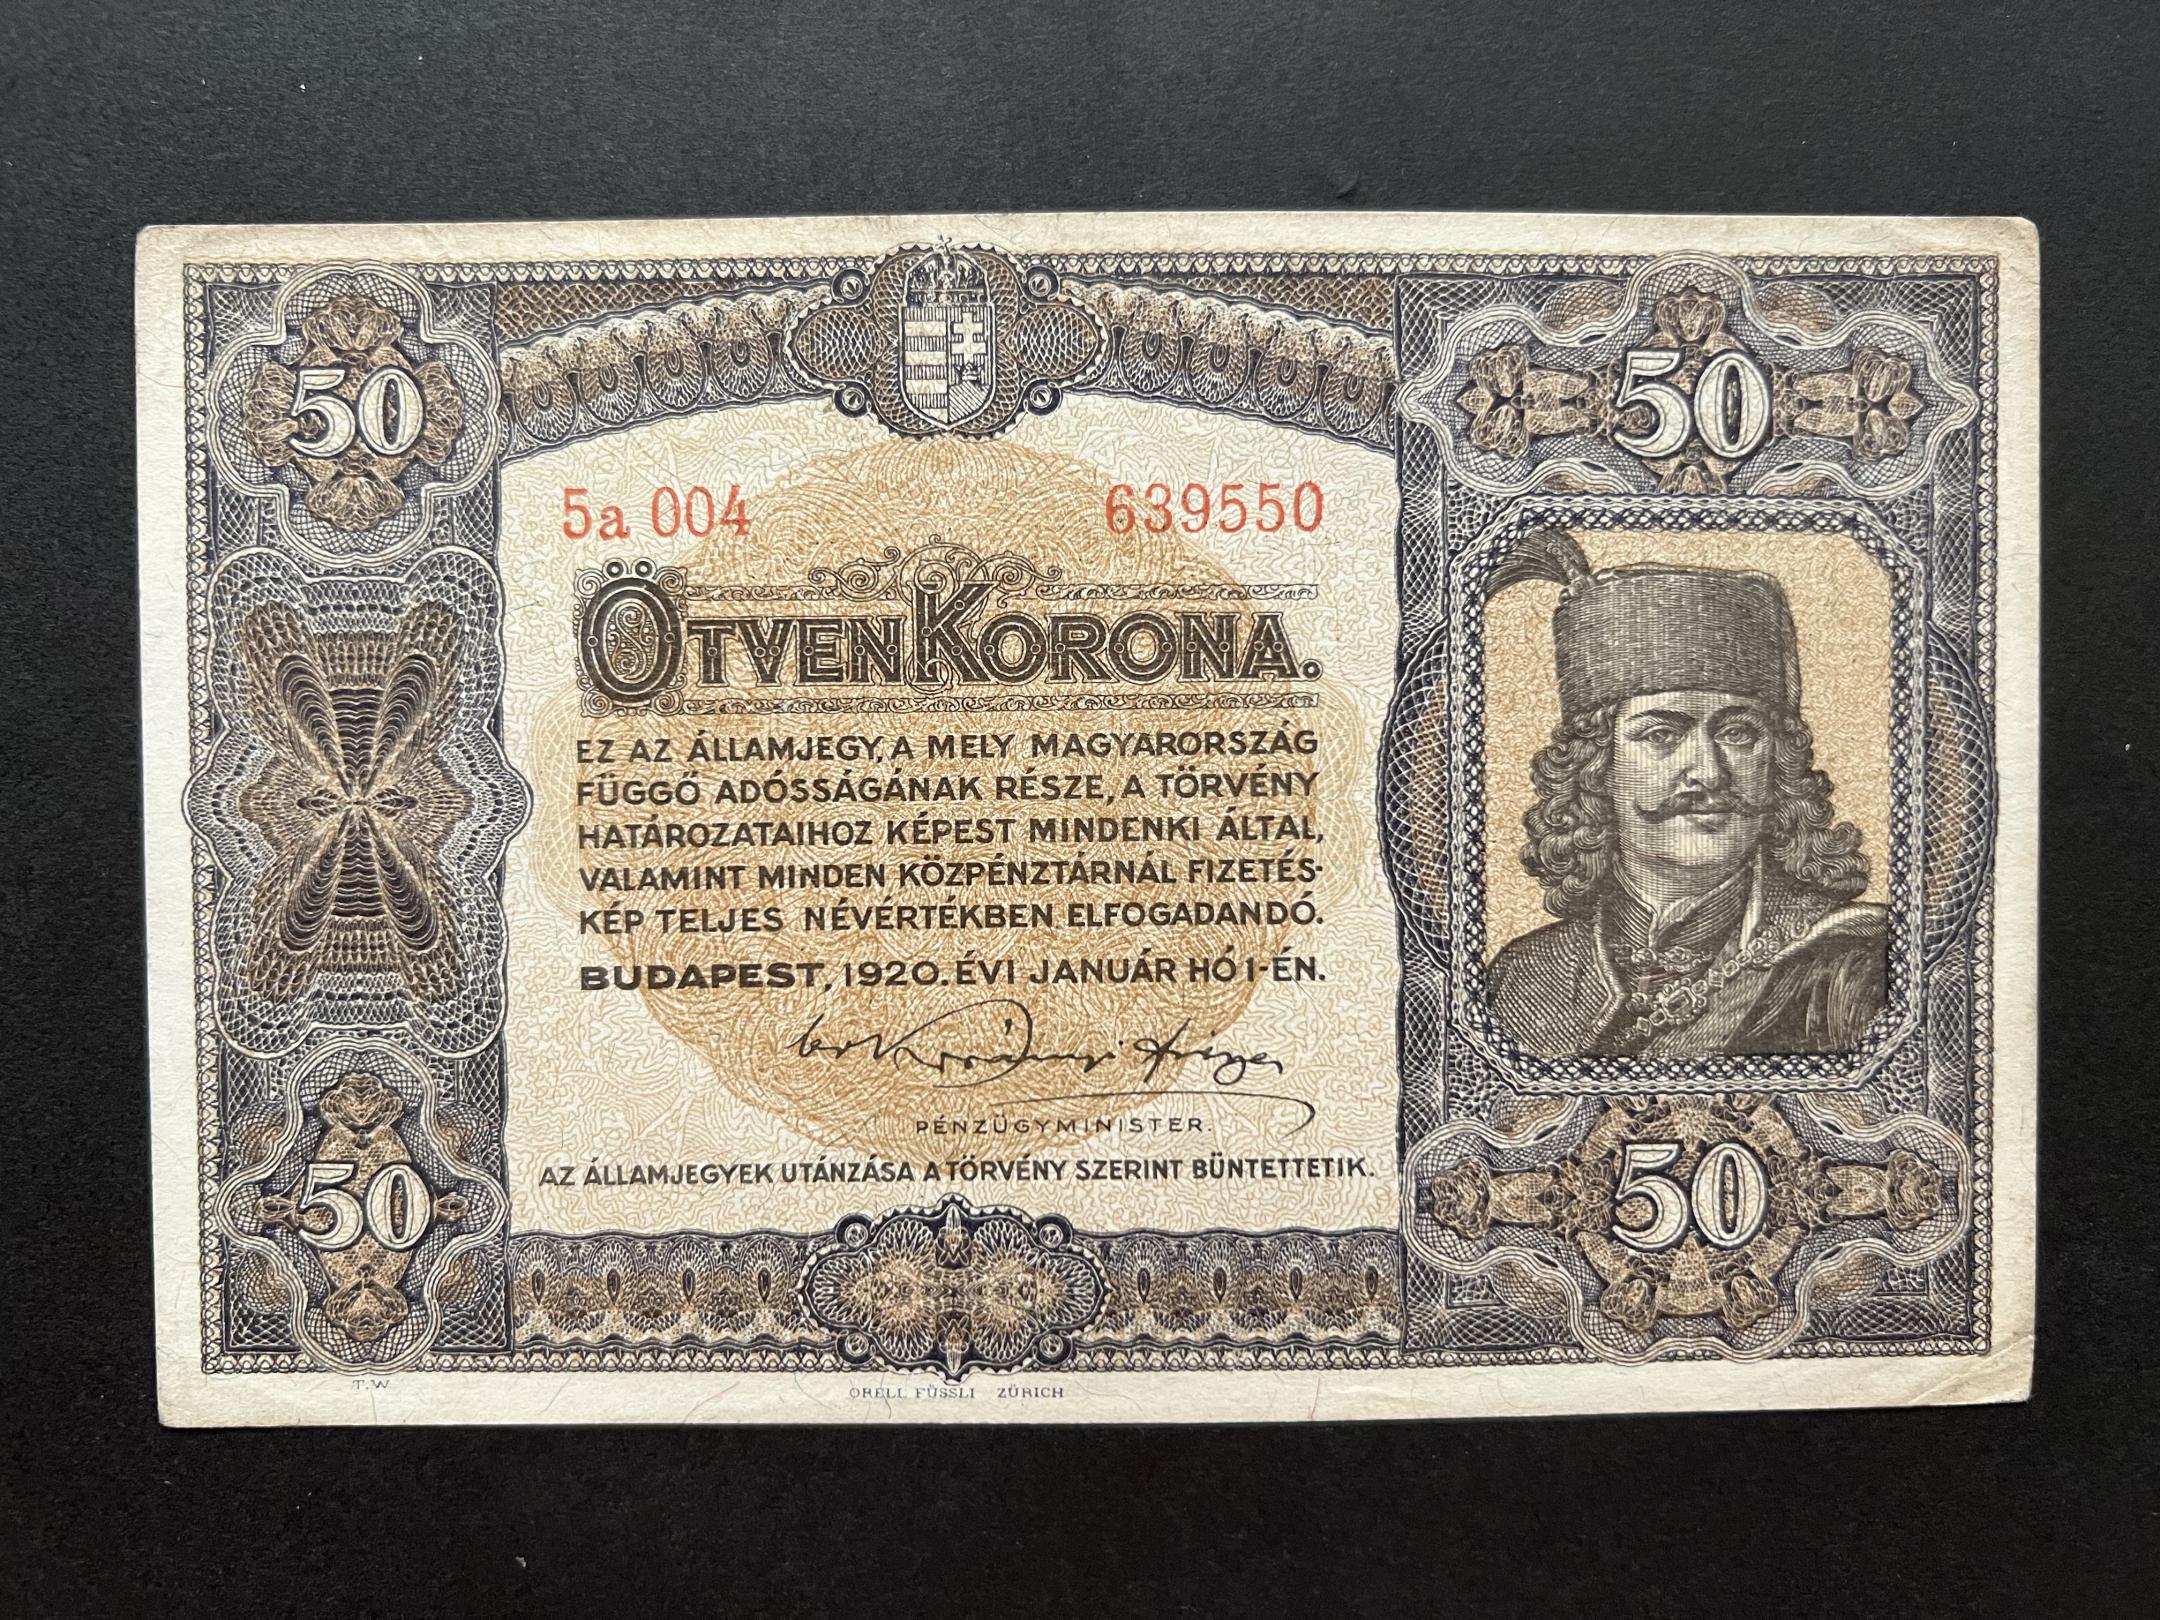 50
50
5a 004 639550
ÖTVEN KORONA.
EZ AZ ÁLLAMJEGY, A MELY MAGYARORSZÁG
FÜGGŐ ADÓSSÁGÁNAK RÉSZE, A TÖRVÉNY
HATÁROZATAIHOZ KÉPEST MINDENKI ÁLTAL,
VALAMINT MINDEN KÖZPÉNZTÁRNÁL FIZETÉS-
KÉP TELJES NÉVÉRTÉKBEN ELFOGADANDÓ.
BUDAPEST, 1920. ÉVI JANUÁR HÓ 1-ÉN.
Korányi Frigyes
PÉNZÜGYMINISTER.
AZ ÁLLAMJEGYEK UTÁNZÁSA A TÖRVÉNY SZERINT BÜNTETTETIK.
50
50
T. W.
ORELL FÜSSLI ZÜRICH